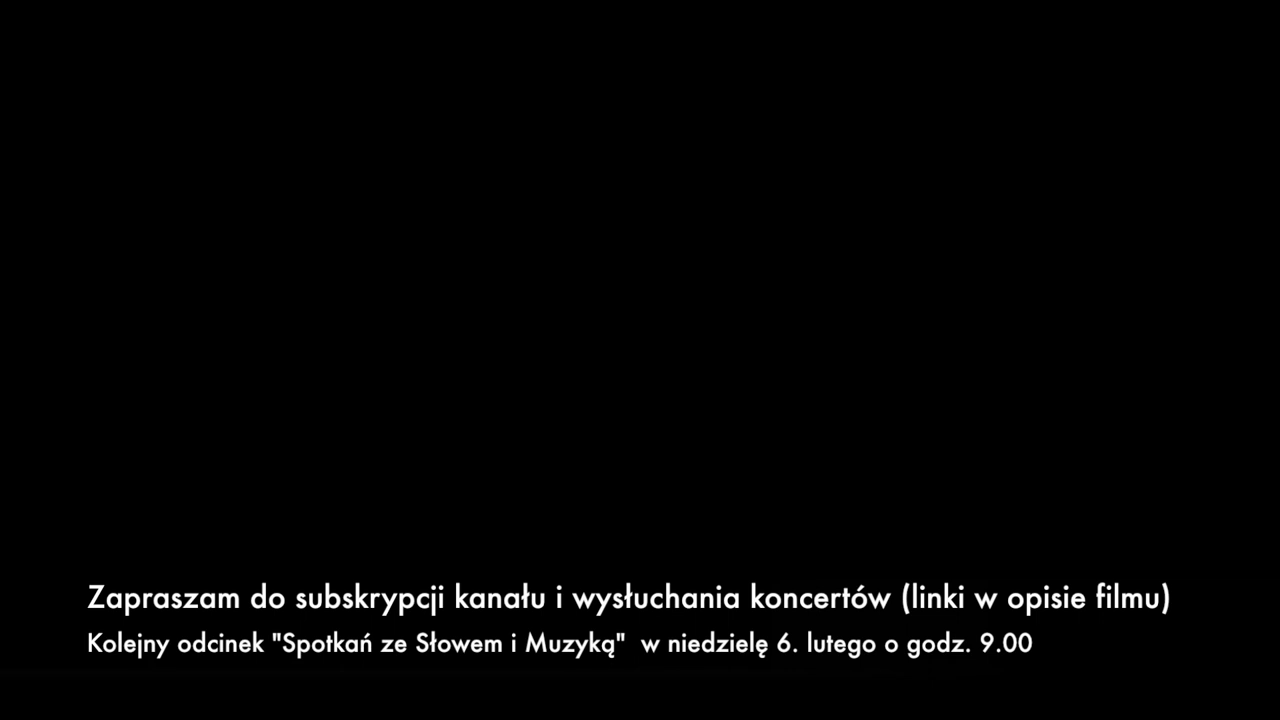 Zapraszam do subskrypcji kanału i wysłuchania koncertów (linki w opisie filmu)
Kolejny odcinek "Spotkań ze Słowem i Muzyką" w niedzielę 6. lutego o godz. 9.00